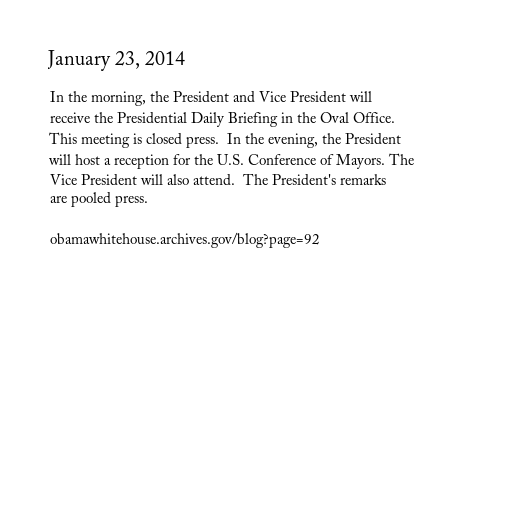 January 23, 2014
In the morning, the President and Vice President will
receive the Presidential Daily Briefing in the Oval Office.
This meeting is closed press.  In the evening, the President
will host a reception for the U.S. Conference of Mayors. The
Vice President will also attend.  The President's remarks
are pooled press.
obamawhitehouse.archives.gov/blog?page=92